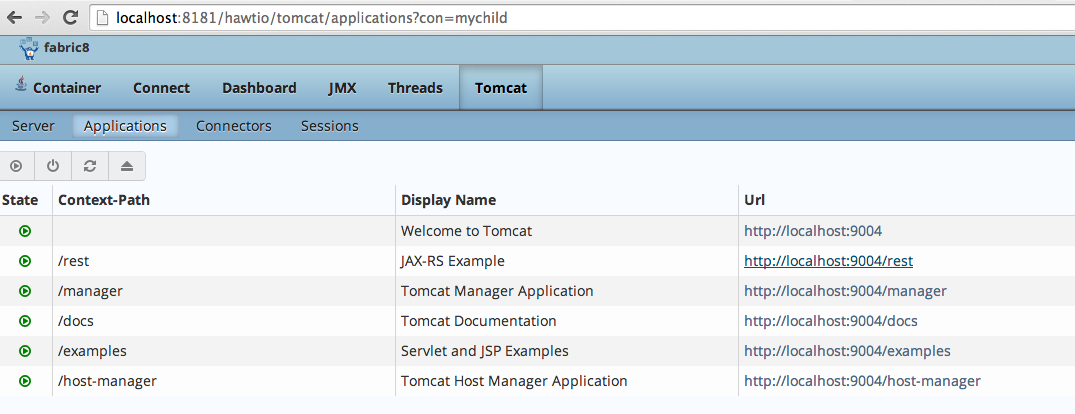 localhost:8181/hawtio/tomcat/applications?con=mychild
fabric8
Container Connect Dashboard JMX Threads Tomcat
Server Applications Connectors Sessions
State Context-Path Display Name Url
Welcome to Tomcat http://localhost:9004
/rest JAX-RS Example http://localhost:9004/rest
/manager Tomcat Manager Application http://localhost:9004/manager
/docs Tomcat Documentation http://localhost:9004/docs
/examples Servlet and JSP Examples http://localhost:9004/examples
/host-manager Tomcat Host Manager Application http://localhost:9004/host-manager